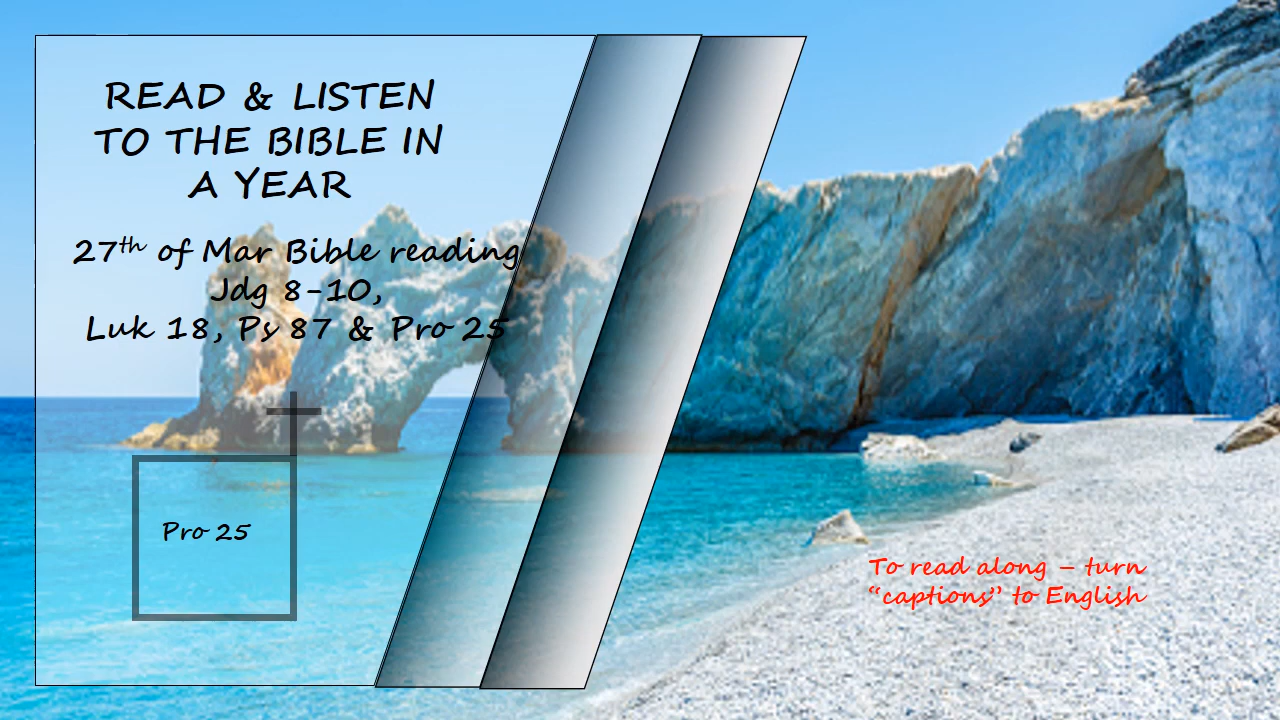 READ & LISTEN
TO THE BIBLE IN
A YEAR
27th of Mar Bible reading
Jdg 8-10,
Luk 18, Ps 87 & Pro 25
Pro 25
To read along – turn
“captions” to English